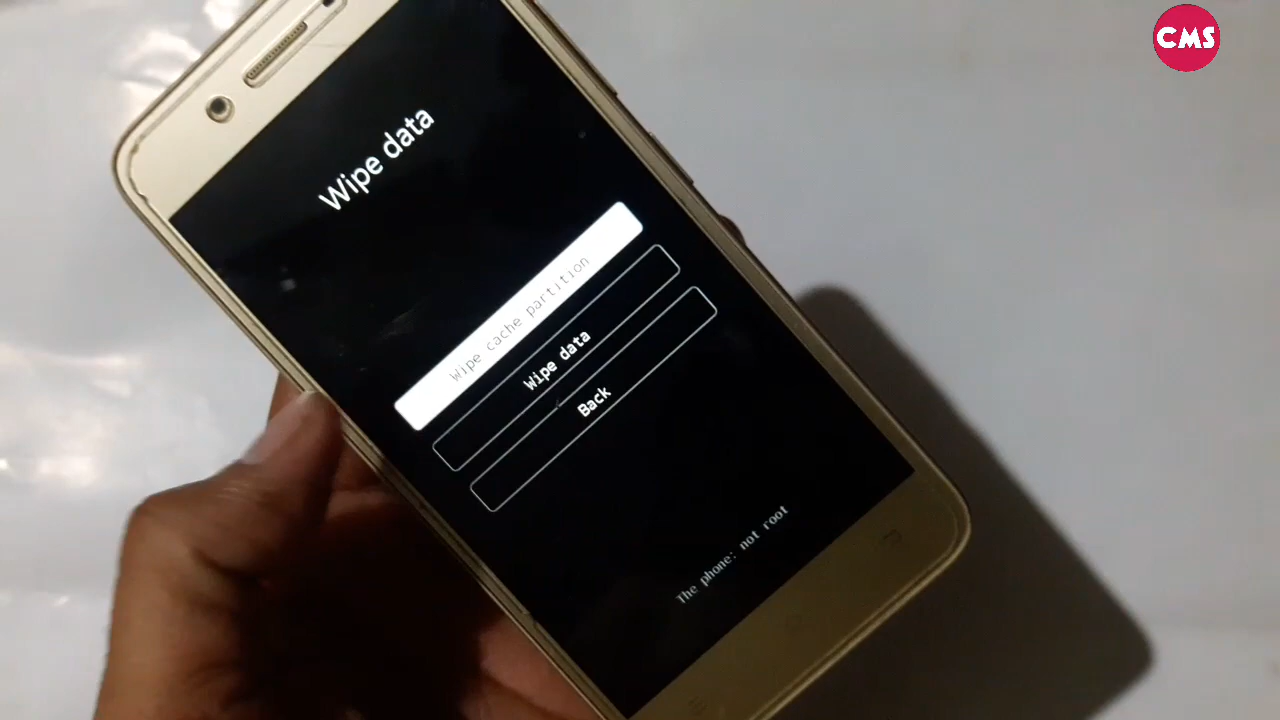 CMS
Wipe data
Wipe cache partition
Wipe data
Back
The phone: not root